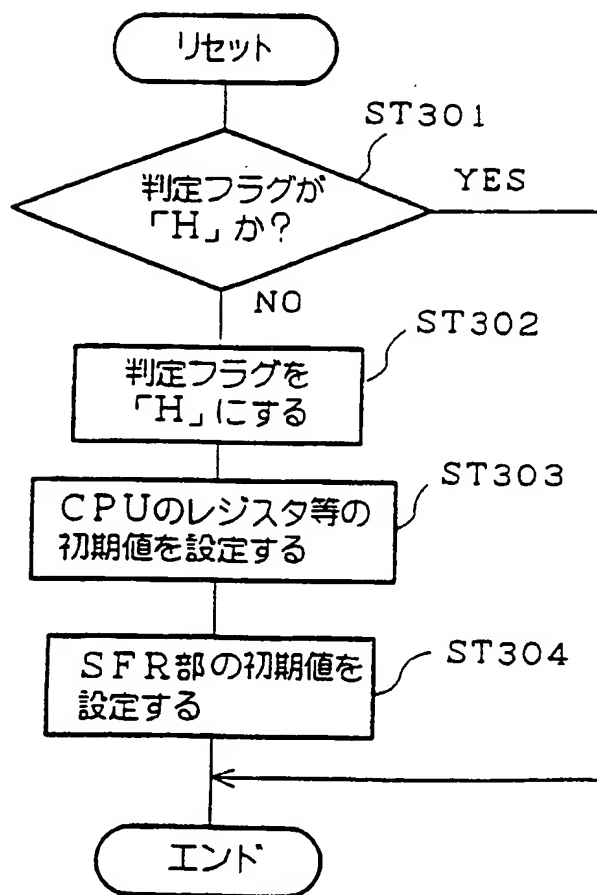 リセット
ST301
判定フラグが
「H」か?
YES
NO
ST302
判定フラグを
「H」にする
ST303
CPUのレジスタ等の
初期値を設定する
ST304
SFR部の初期値を
設定する
エンド